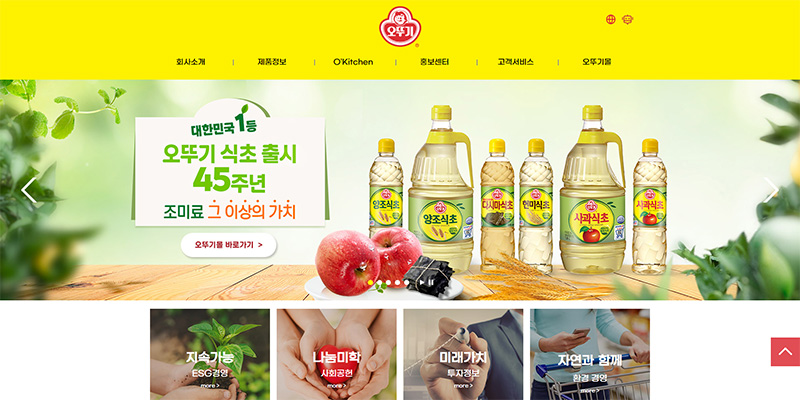 오뚜기
회사소개
제품정보
O'Kitchen
홍보센터
고객서비스
오뚜기몰
대한민국 1등
오뚜기 식초 출시
45주년
조미료 그 이상의 가치
오뚜기몰 바로가기 >
양조식초
양조식초
다시마식초
현미식초
사과식초
사과식초
지속가능
ESG경영
more >
나눔미학
사회공헌
more >
미래가치
투자정보
more >
자연과 함께
환경 경영
more >